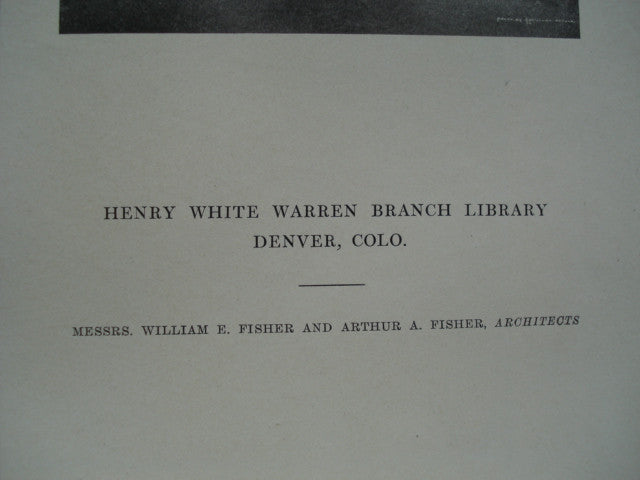 HENRY WHITE WARREN BRANCH LIBRARY
DENVER, COLO.
MESSRS. WILLIAM E. FISHER AND ARTHUR A. FISHER, ARCHITECTS